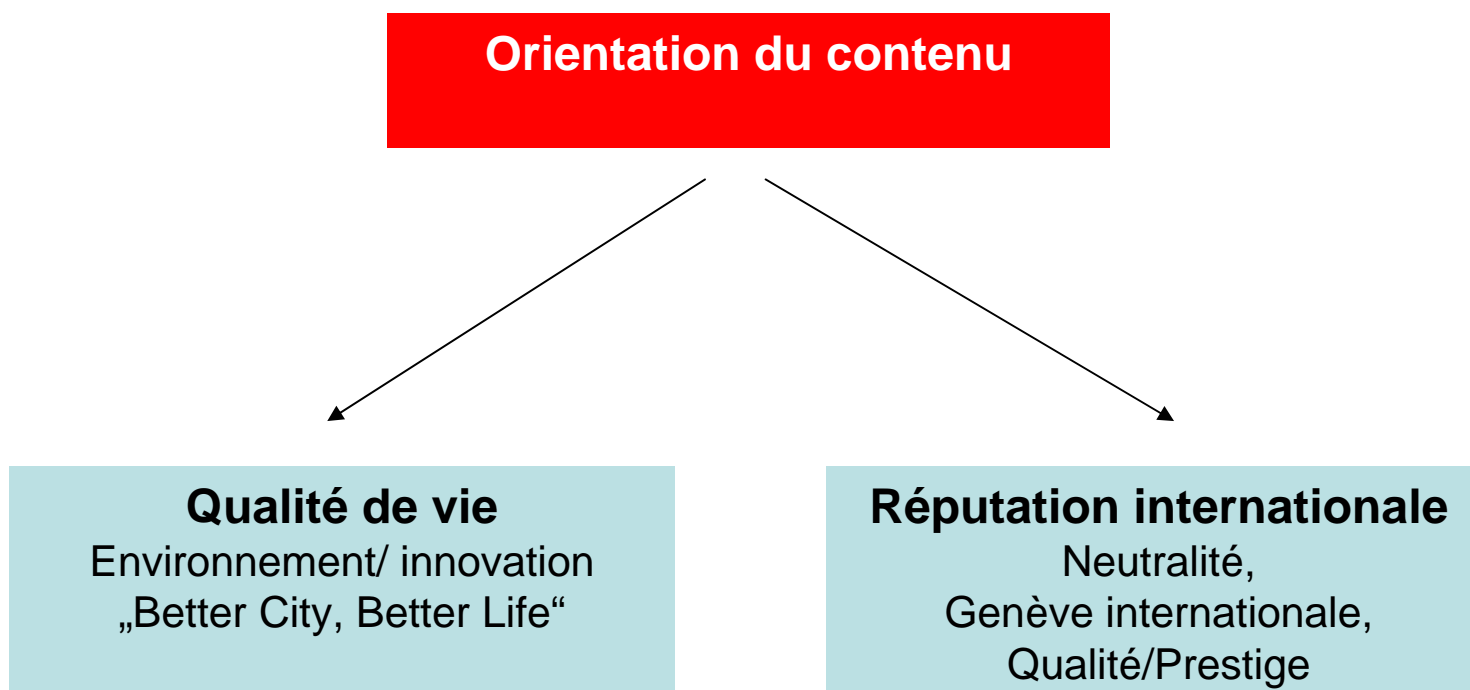 Orientation du contenu
Qualité de vie
Environnement/ innovation
„Better City, Better Life“
Réputation internationale
Neutralité,
Genève internationale,
Qualité/Prestige